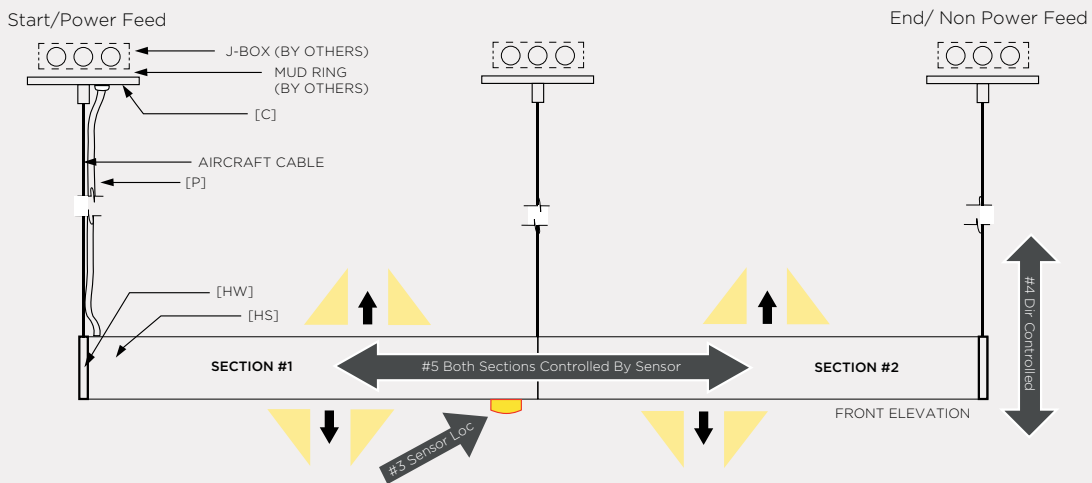 Start/Power Feed
End/ Non Power Feed
J-BOX (BY OTHERS)
MUD RING
(BY OTHERS)
[C]
AIRCRAFT CABLE
[P]
[HW]
[HS]
#4 Dir Controlled
SECTION #1
#5 Both Sections Controlled By Sensor
SECTION #2
FRONT ELEVATION
#3 Sensor Loc